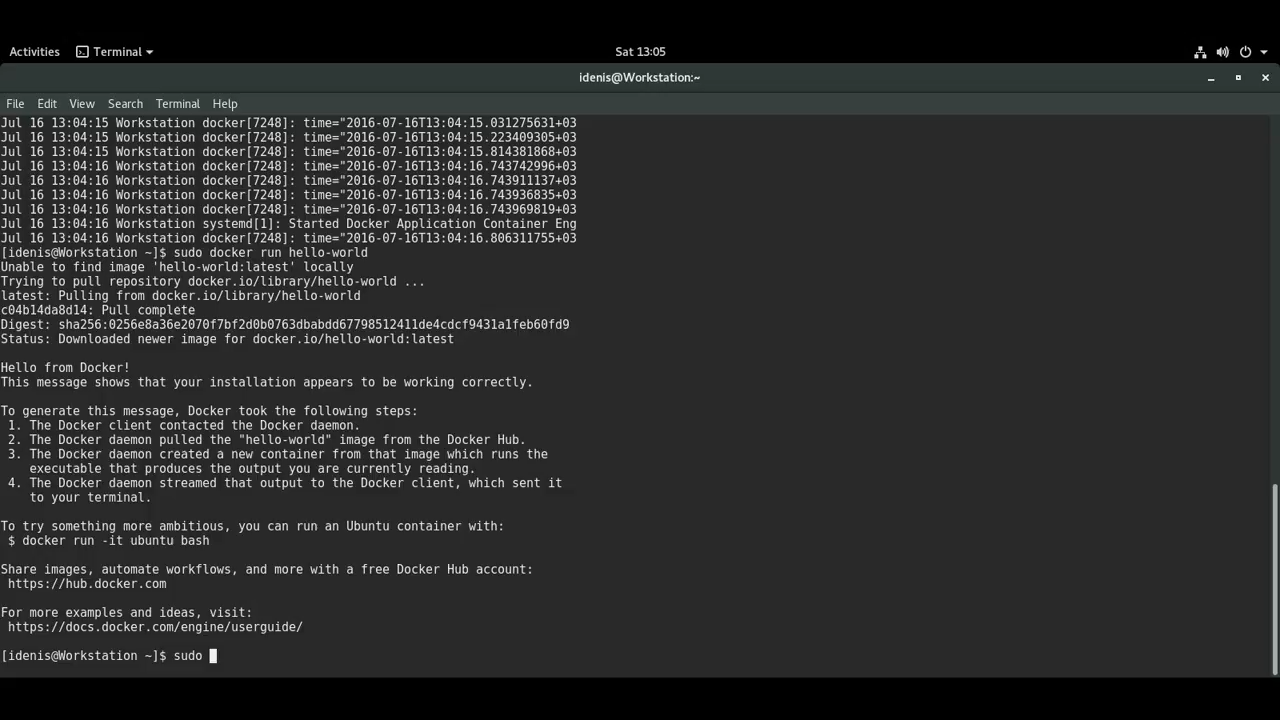 Activities Terminal Sat 13:05
idenis@Workstation:~
File Edit View Search Terminal Help
Jul 16 13:04:15 Workstation docker[7248]: time="2016-07-16T13:04:15.031275631+03
Jul 16 13:04:15 Workstation docker[7248]: time="2016-07-16T13:04:15.223409305+03
Jul 16 13:04:15 Workstation docker[7248]: time="2016-07-16T13:04:15.814381868+03
Jul 16 13:04:16 Workstation docker[7248]: time="2016-07-16T13:04:16.743742996+03
Jul 16 13:04:16 Workstation docker[7248]: time="2016-07-16T13:04:16.743911137+03
Jul 16 13:04:16 Workstation docker[7248]: time="2016-07-16T13:04:16.743936835+03
Jul 16 13:04:16 Workstation docker[7248]: time="2016-07-16T13:04:16.743969819+03
Jul 16 13:04:16 Workstation systemd[1]: Started Docker Application Container Eng
Jul 16 13:04:16 Workstation docker[7248]: time="2016-07-16T13:04:16.806311755+03
[idenis@Workstation ~]$ sudo docker run hello-world
Unable to find image 'hello-world:latest' locally
Trying to pull repository docker.io/library/hello-world ...
latest: Pulling from docker.io/library/hello-world
c04b14da8d14: Pull complete
Digest: sha256:0256e8a36e2070f7bf2d0b0763dbabdd67798512411de4cdcf9431a1feb60fd9
Status: Downloaded newer image for docker.io/hello-world:latest
Hello from Docker!
This message shows that your installation appears to be working correctly.
To generate this message, Docker took the following steps:
1. The Docker client contacted the Docker daemon.
2. The Docker daemon pulled the "hello-world" image from the Docker Hub.
3. The Docker daemon created a new container from that image which runs the
executable that produces the output you are currently reading.
4. The Docker daemon streamed that output to the Docker client, which sent it
to your terminal.
To try something more ambitious, you can run an Ubuntu container with:
$ docker run -it ubuntu bash
Share images, automate workflows, and more with a free Docker Hub account:
https://hub.docker.com
For more examples and ideas, visit:
https://docs.docker.com/engine/userguide/
[idenis@Workstation ~]$ sudo